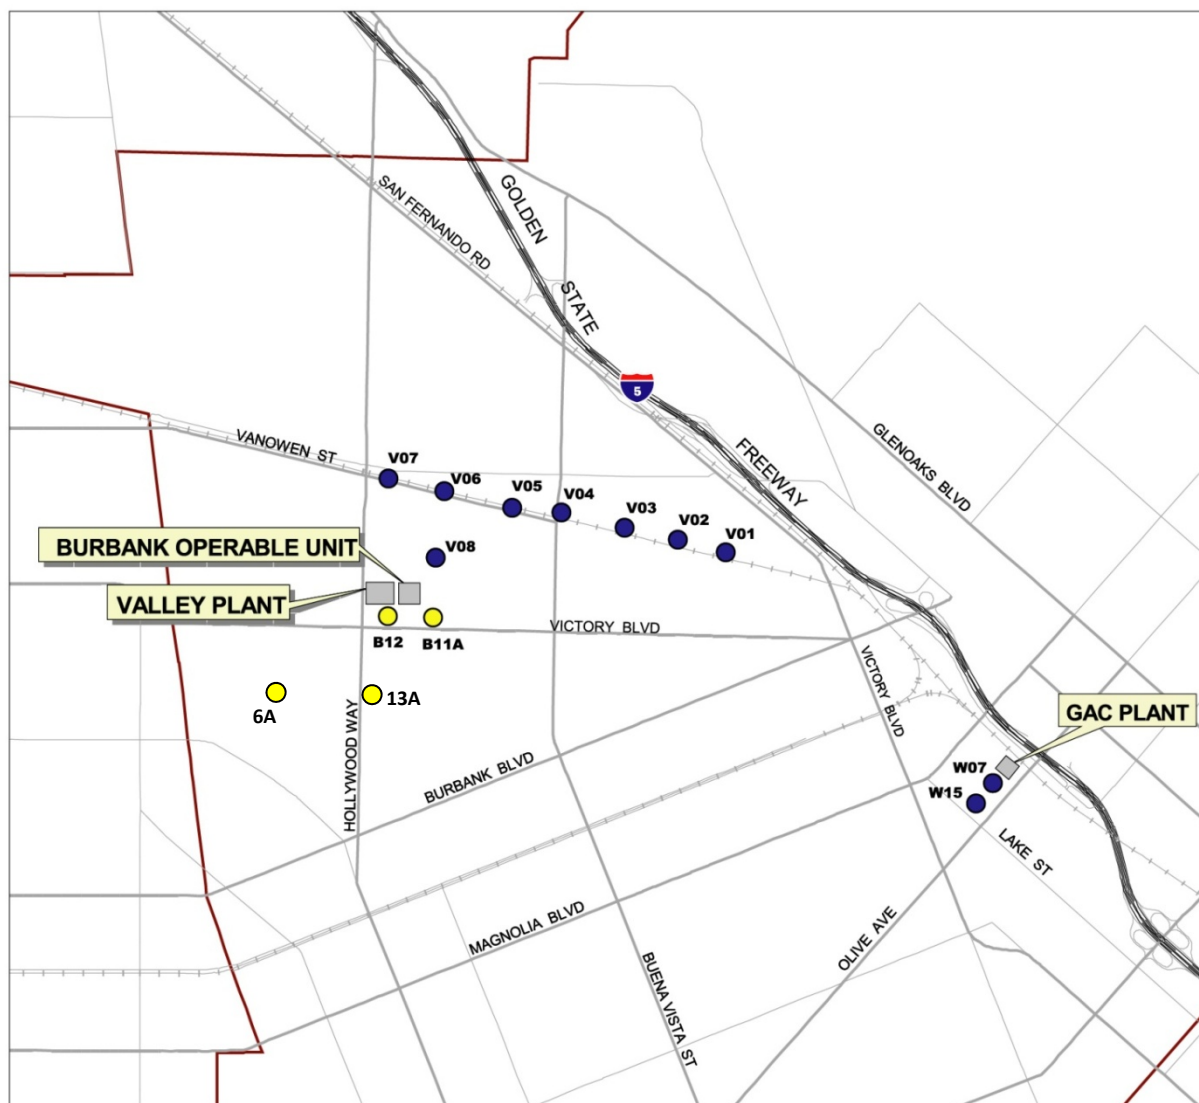 GOLDEN
SAN FERNANDO RD
STATE
5
FREEWAY
GLENOAKS BLVD
VANOWEN ST
V07
V06
V05
V04
V03
V02
V01
V08
BURBANK OPERABLE UNIT
VALLEY PLANT
B12
B11A
VICTORY BLVD
VICTORY BLVD
6A
13A
HOLLYWOOD WAY
BURBANK BLVD
GAC PLANT
W07
W15
LAKE ST
MAGNOLIA BLVD
OLIVE AVE
BUENA VISTA ST